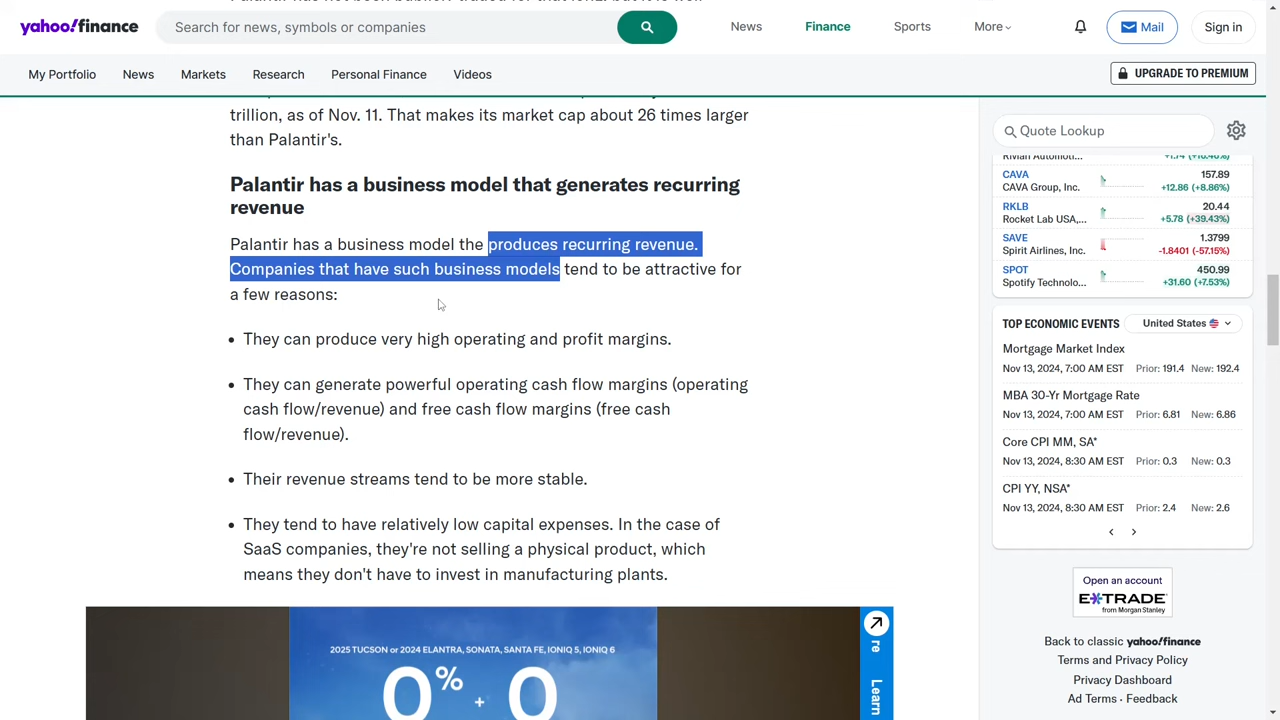 yahoo!finance
Search for news, symbols or companies
News
Finance
Sports
More
Mail
Sign in
My Portfolio
News
Markets
Research
Personal Finance
Videos
UPGRADE TO PREMIUM
trillion, as of Nov. 11. That makes its market cap about 26 times larger
than Palantir's.
Palantir has a business model that generates recurring
revenue
Palantir has a business model the produces recurring revenue.
Companies that have such business models tend to be attractive for
a few reasons:
• They can produce very high operating and profit margins.
• They can generate powerful operating cash flow margins (operating
cash flow/revenue) and free cash flow margins (free cash
flow/revenue).
• Their revenue streams tend to be more stable.
• They tend to have relatively low capital expenses. In the case of
SaaS companies, they're not selling a physical product, which
means they don't have to invest in manufacturing plants.
2025 TUCSON or 2024 ELANTRA, SONATA, SANTA FE, IONIQ 5, IONIQ 6
0% + 0
re
Learn
Quote Lookup
Rivian Automoti... +1.74 (+16.40%)
CAVA 157.89
CAVA Group, Inc. +12.86 (+8.86%)
RKLB 20.44
Rocket Lab USA,... +5.78 (+39.43%)
SAVE 1.3799
Spirit Airlines, Inc. -1.8401 (-57.15%)
SPOT 450.99
Spotify Technolo... +31.60 (+7.53%)
TOP ECONOMIC EVENTS
United States
Mortgage Market Index
Nov 13, 2024, 7:00 AM EST Prior: 191.4 New: 192.4
MBA 30-Yr Mortgage Rate
Nov 13, 2024, 7:00 AM EST Prior: 6.81 New: 6.86
Core CPI MM, SA*
Nov 13, 2024, 8:30 AM EST Prior: 0.3 New: 0.3
CPI YY, NSA*
Nov 13, 2024, 8:30 AM EST Prior: 2.4 New: 2.6
Open an account
E*TRADE
from Morgan Stanley
Back to classic yahoo!finance
Terms and Privacy Policy
Privacy Dashboard
Ad Terms · Feedback